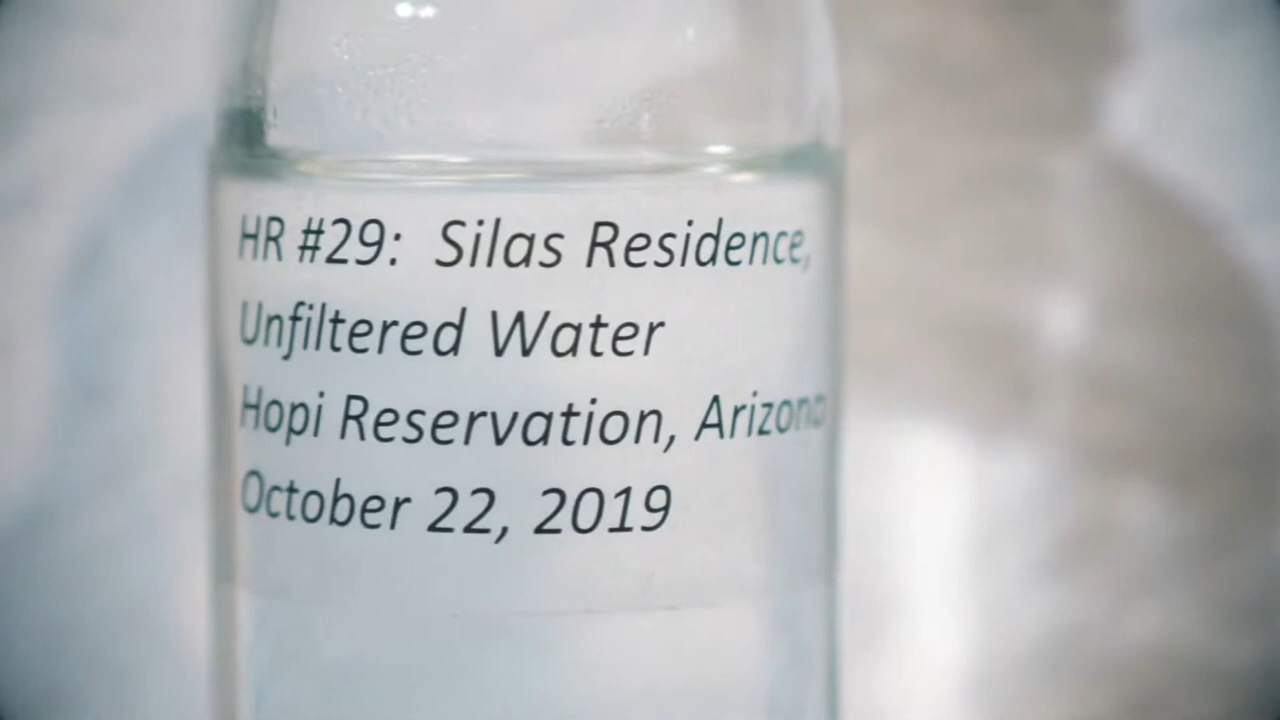 HR #29: Silas Residence,
Unfiltered Water
Hopi Reservation, Arizona
October 22, 2019